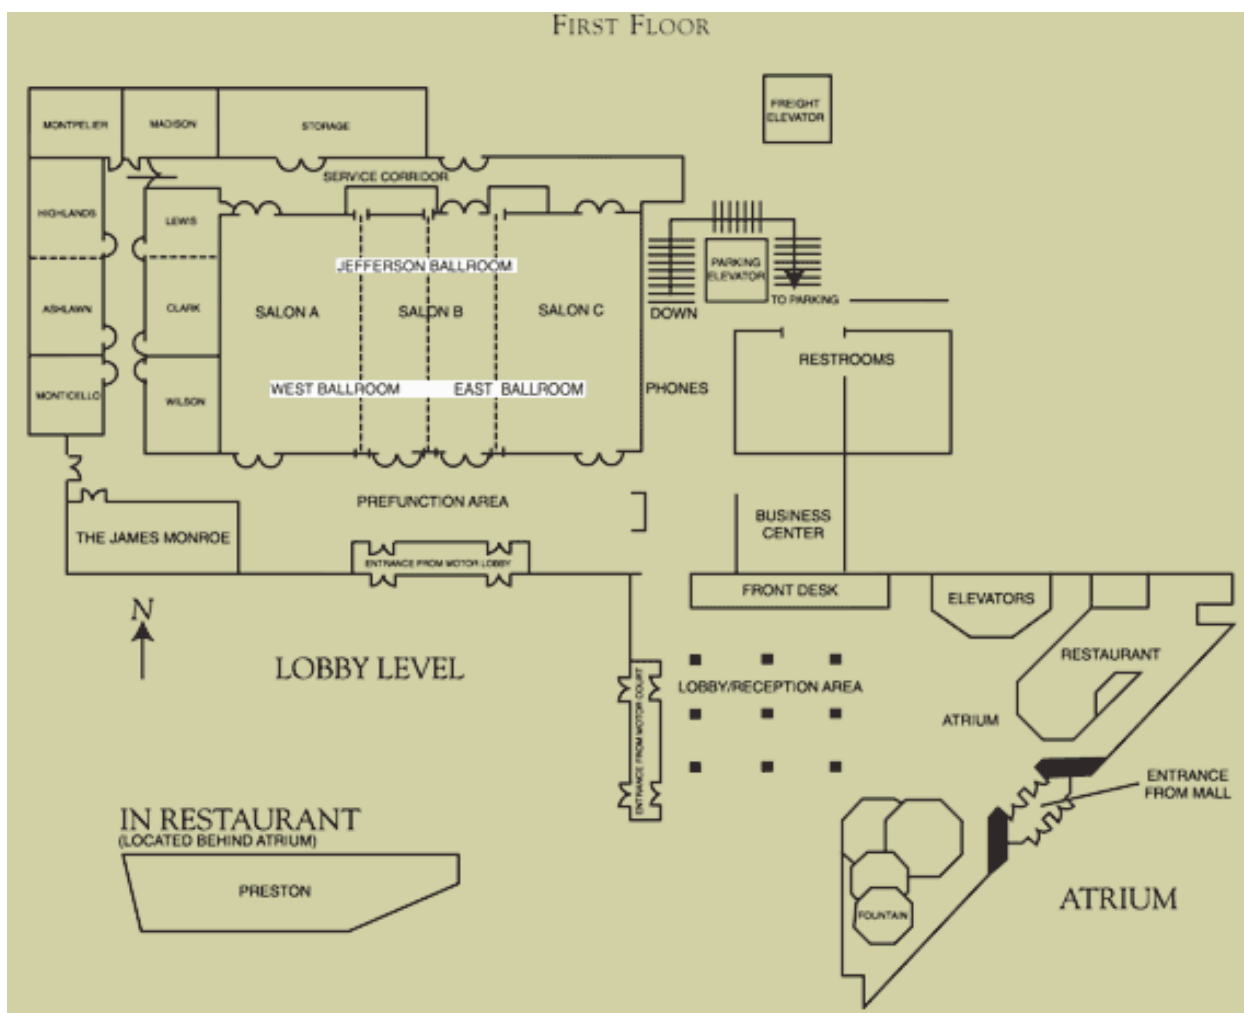 FIRST FLOOR
FREIGHT
ELEVATOR
MONTPELIER
MADISON
STORAGE
SERVICE CORRIDOR
HIGHLANDS
LEWIS
JEFFERSON BALLROOM
PARKING
ELEVATOR
ASHLAWN
CLARK
SALON A
SALON B
SALON C
DOWN
TO PARKING
RESTROOMS
MONTICELLO
WILSON
WEST BALLROOM
EAST BALLROOM
PHONES
PREFUNCTION AREA
BUSINESS
CENTER
THE JAMES MONROE
ENTRANCE FROM MOTOR LOBBY
FRONT DESK
ELEVATORS
N
LOBBY LEVEL
RESTAURANT
LOBBY/RECEPTION AREA
ENTRANCE FROM MOTOR COURT
ATRIUM
ENTRANCE
FROM MALL
IN RESTAURANT
(LOCATED BEHIND ATRIUM)
PRESTON
FOUNTAIN
ATRIUM